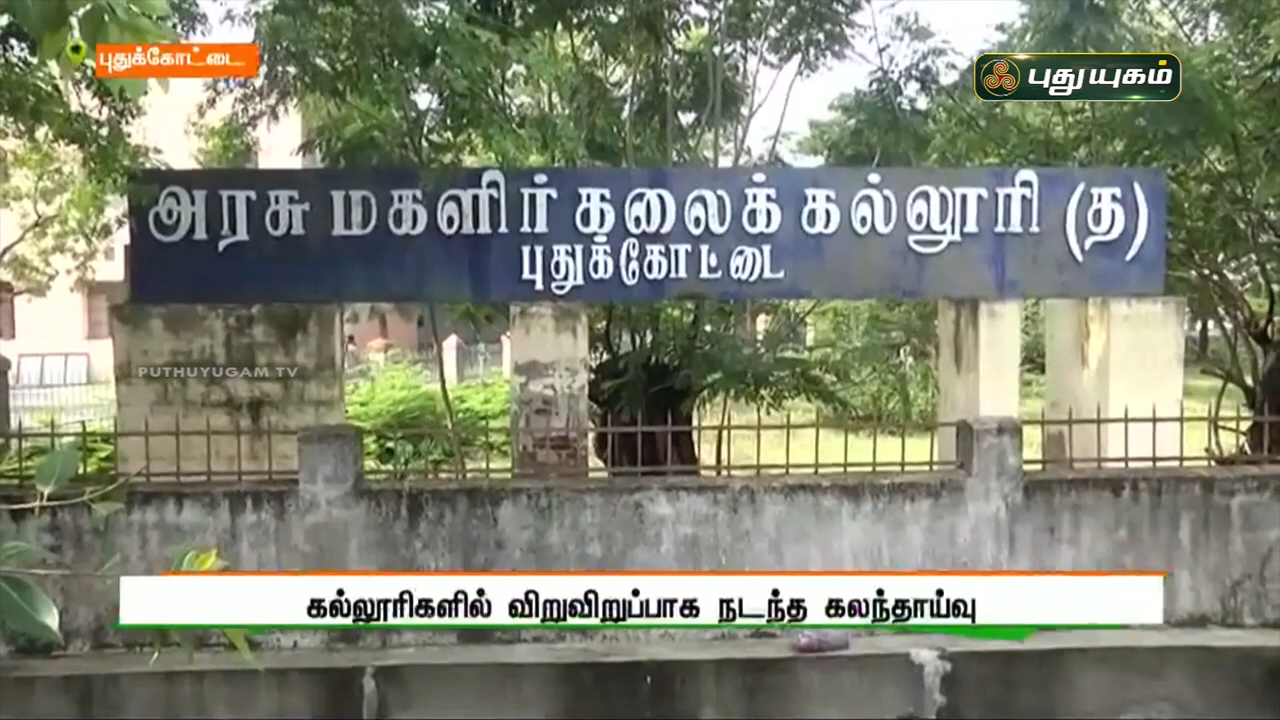 புதுக்கோட்டை
புதுயுகம்
அரசு மகளிர் கலைக் கல்லூரி (த)
புதுக்கோட்டை
PUTHUYUGAM TV
கல்லூரிகளில் விறுவிறுப்பாக நடந்த கலந்தாய்வு